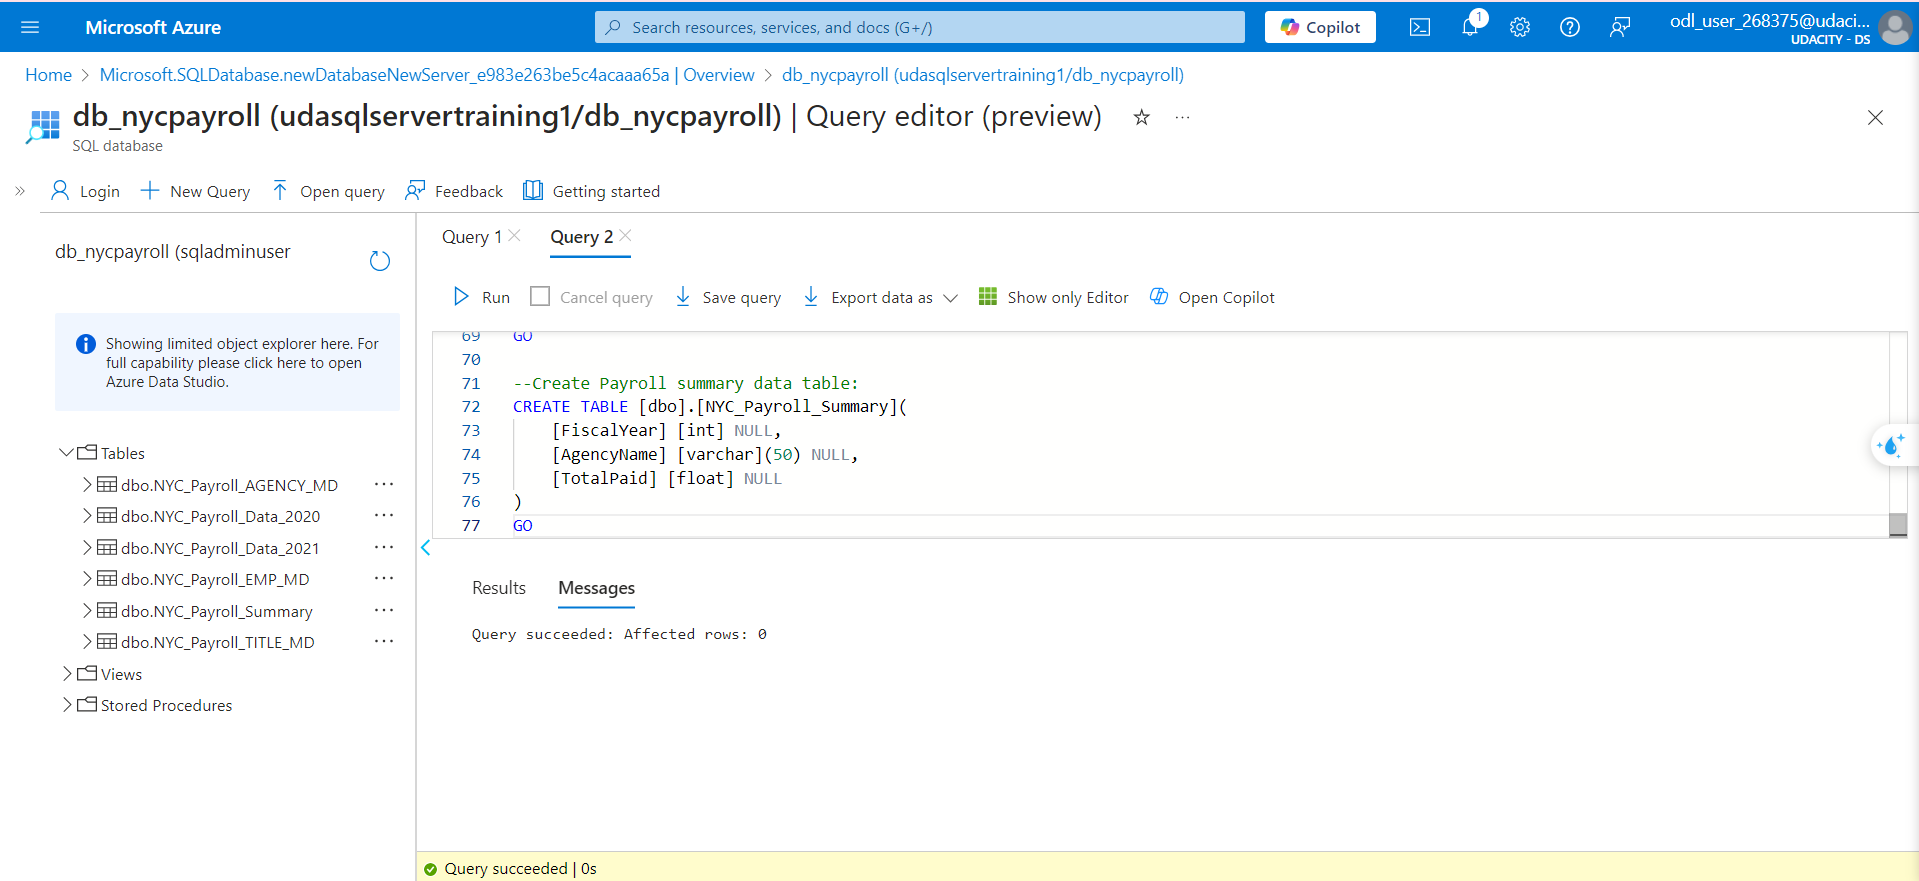 Microsoft Azure
Search resources, services, and docs (G+/)
Copilot
1
odl_user_268375@udaci...
UDACITY - DS
Home > Microsoft.SQLDatabase.newDatabaseNewServer_e983e263be5c4acaaa65a | Overview > db_nycpayroll (udasqlservertraining1/db_nycpayroll)
db_nycpayroll (udasqlservertraining1/db_nycpayroll) | Query editor (preview)
SQL database
Login
New Query
Open query
Feedback
Getting started
db_nycpayroll (sqladminuser
Showing limited object explorer here. For
full capability please click here to open
Azure Data Studio.
Tables
dbo.NYC_Payroll_AGENCY_MD
dbo.NYC_Payroll_Data_2020
dbo.NYC_Payroll_Data_2021
dbo.NYC_Payroll_EMP_MD
dbo.NYC_Payroll_Summary
dbo.NYC_Payroll_TITLE_MD
Views
Stored Procedures
Query 1
Query 2
Run
Cancel query
Save query
Export data as
Show only Editor
Open Copilot
69 GO
70
71 --Create Payroll summary data table:
72 CREATE TABLE [dbo].[NYC_Payroll_Summary](
73 [FiscalYear] [int] NULL,
74 [AgencyName] [varchar](50) NULL,
75 [TotalPaid] [float] NULL
76 )
77 GO
Results
Messages
Query succeeded: Affected rows: 0
Query succeeded | 0s